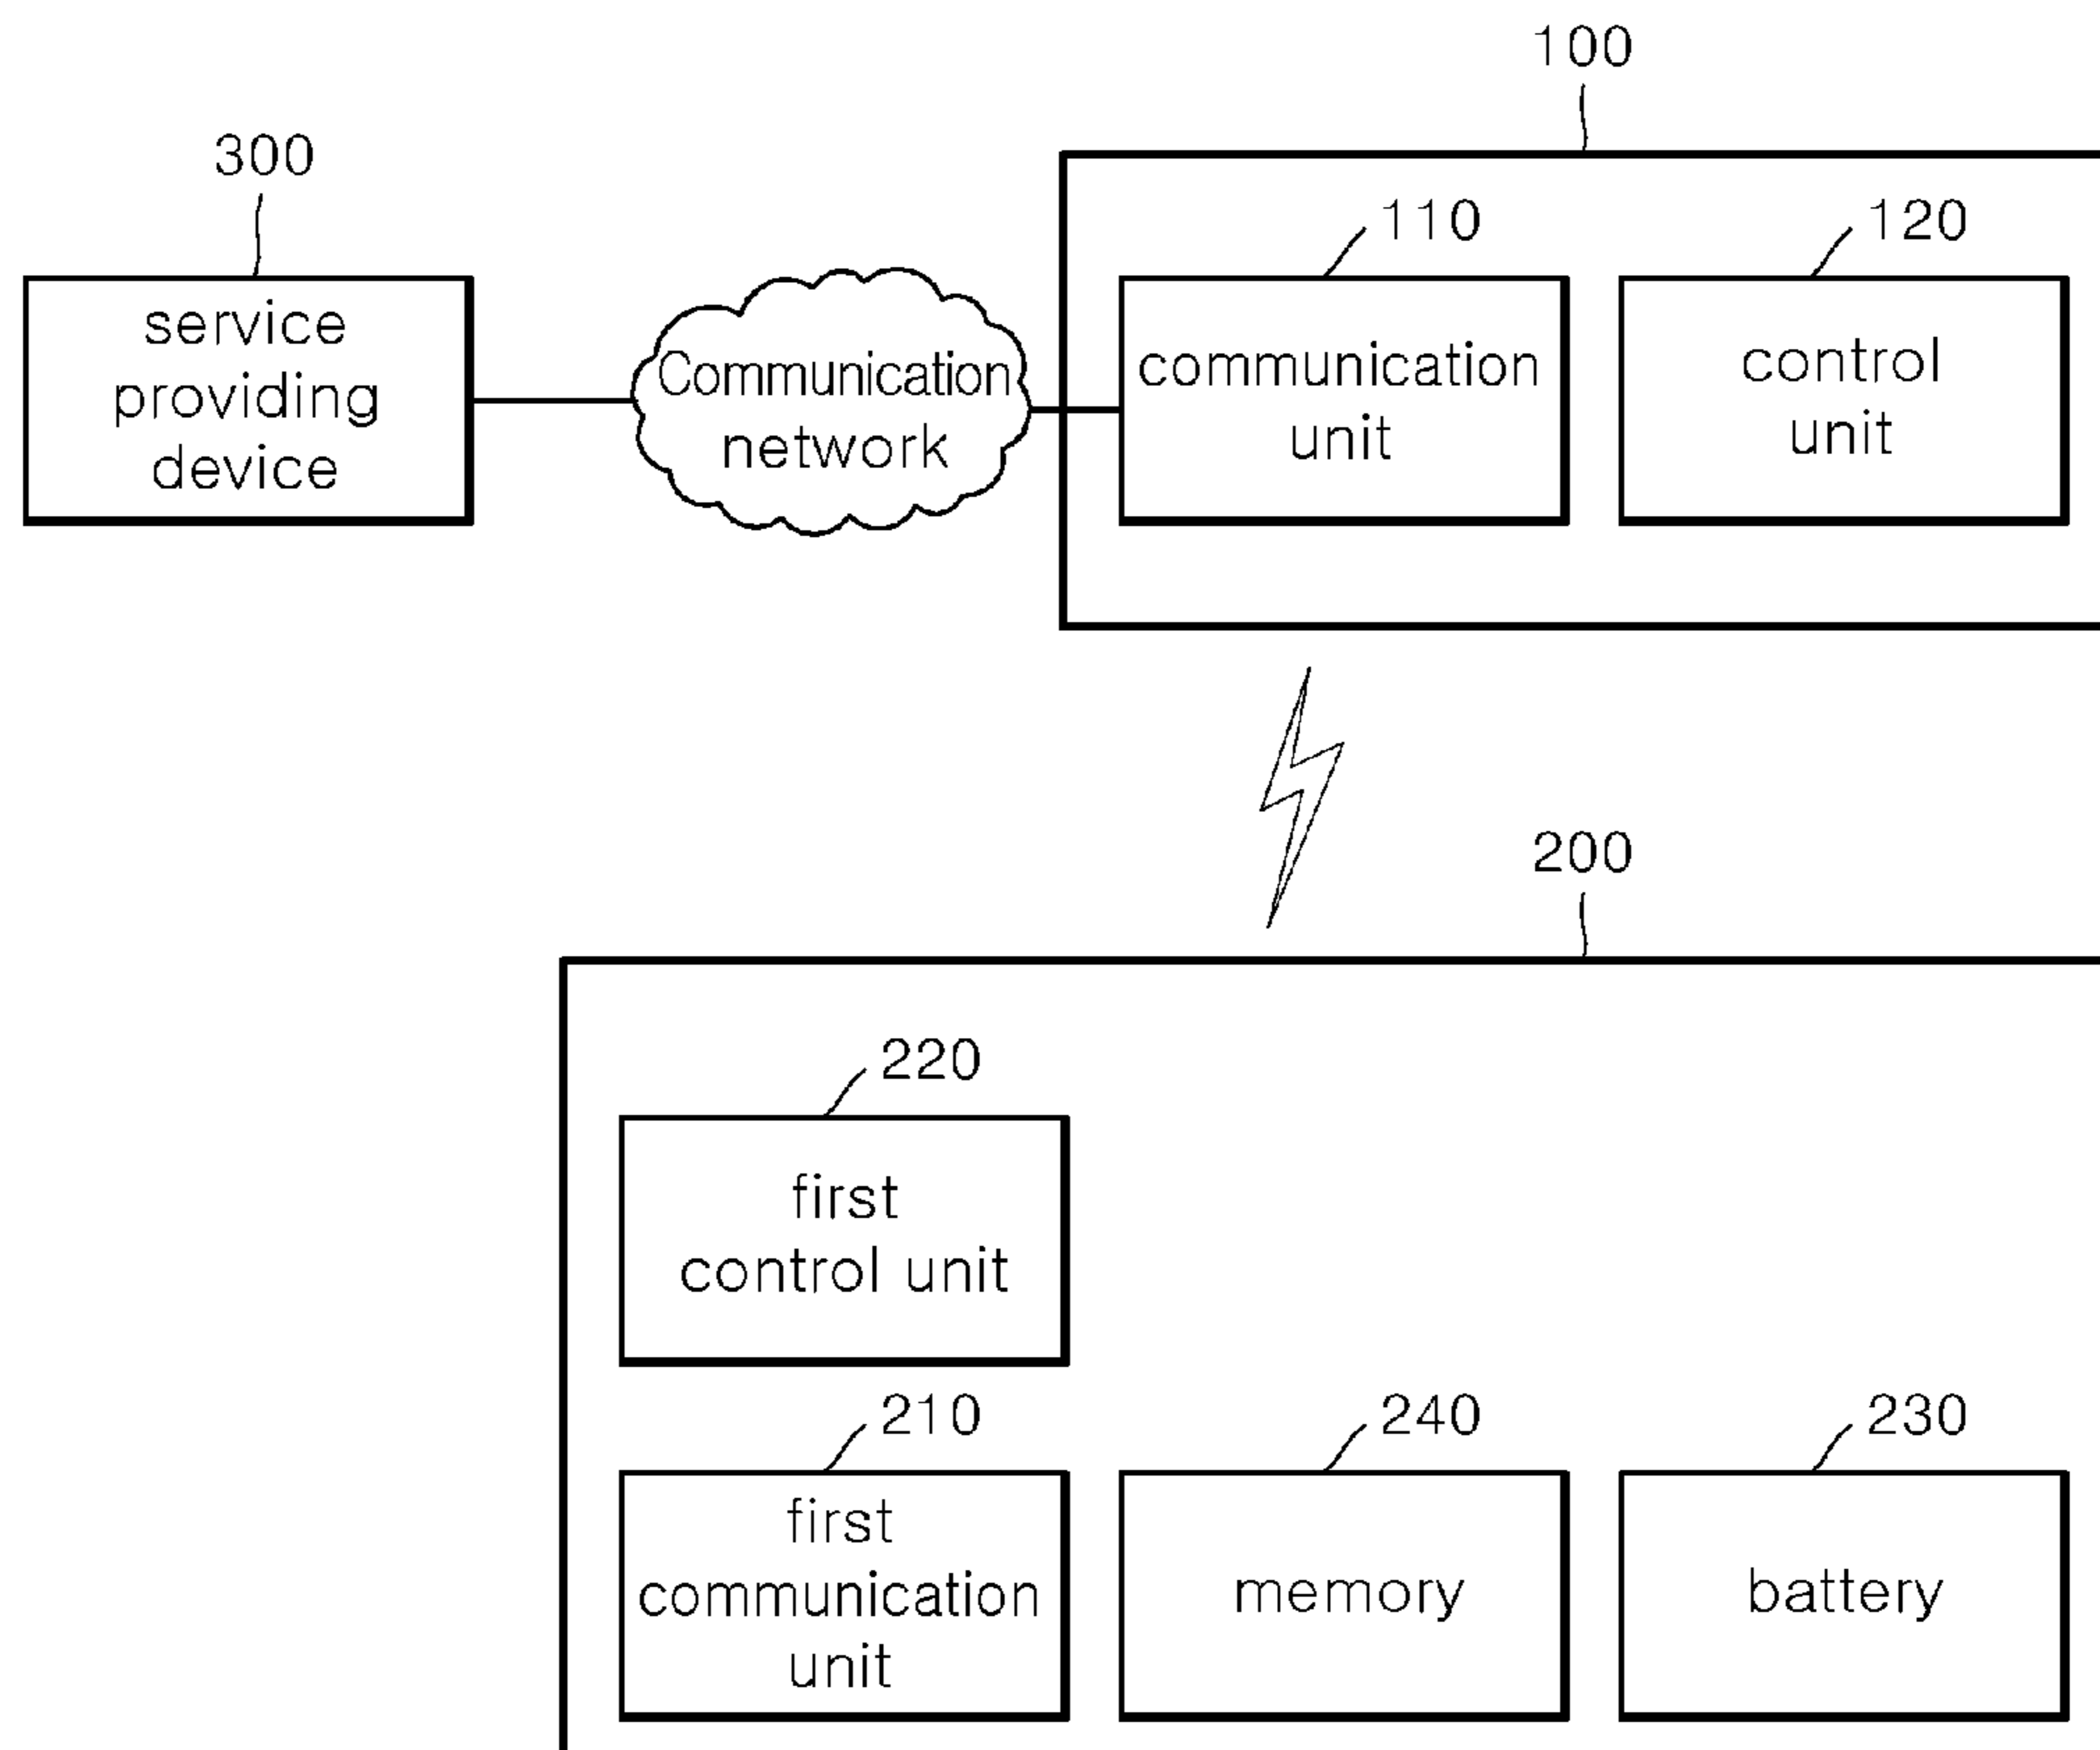 100
300
110
120
service
providing
device
Communication
network
communication
unit
control
unit
200
220
first
control unit
210
240
230
first
communication
unit
memory
battery